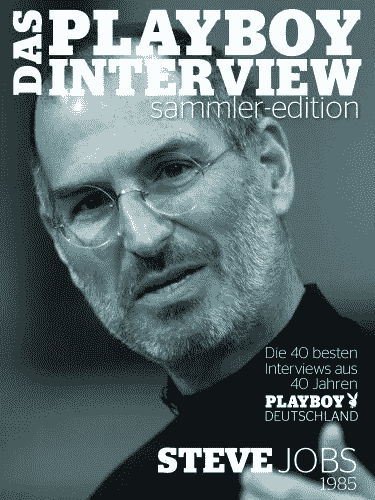 DAS PLAYBOY
INTERVIEW
sammler-edition
Die 40 besten
Interviews aus
40 Jahren
PLAYBOY
DEUTSCHLAND
STEVE JOBS
1985